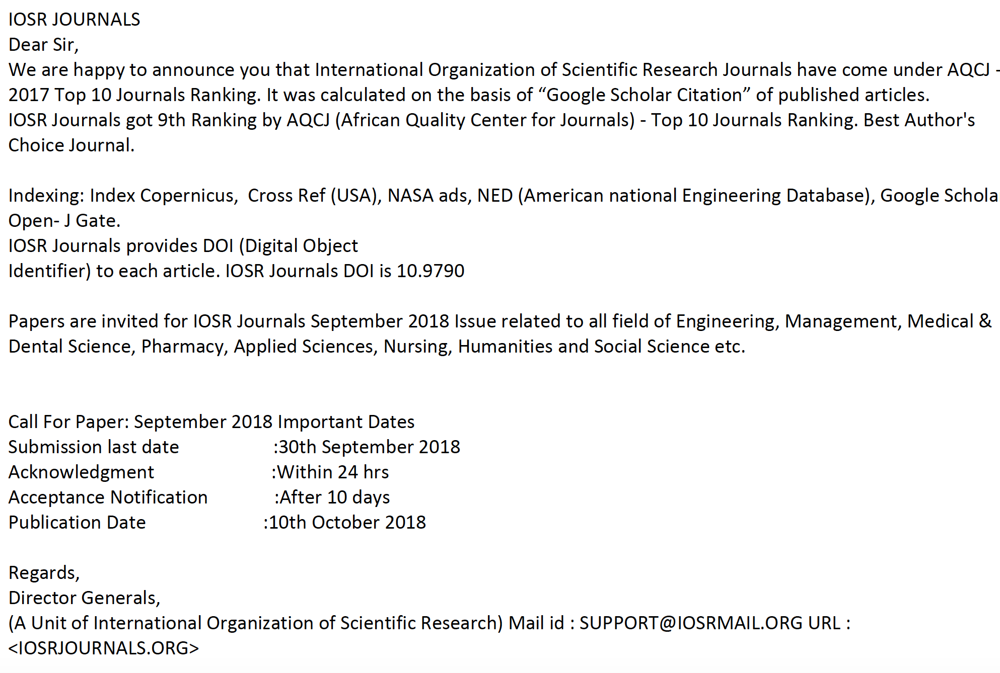 IOSR JOURNALS
Dear Sir,
We are happy to announce you that International Organization of Scientific Research Journals have come under AQCJ -
2017 Top 10 Journals Ranking. It was calculated on the basis of “Google Scholar Citation” of published articles.
IOSR Journals got 9th Ranking by AQCJ (African Quality Center for Journals) - Top 10 Journals Ranking. Best Author's
Choice Journal.
Indexing: Index Copernicus,  Cross Ref (USA), NASA ads, NED (American national Engineering Database), Google Schola
Open- J Gate.
IOSR Journals provides DOI (Digital Object
Identifier) to each article. IOSR Journals DOI is 10.9790
Papers are invited for IOSR Journals September 2018 Issue related to all field of Engineering, Management, Medical &
Dental Science, Pharmacy, Applied Sciences, Nursing, Humanities and Social Science etc.
Call For Paper: September 2018 Important Dates
Submission last date :30th September 2018
Acknowledgment :Within 24 hrs
Acceptance Notification :After 10 days
Publication Date :10th October 2018
Regards,
Director Generals,
(A Unit of International Organization of Scientific Research) Mail id : SUPPORT@IOSRMAIL.ORG URL :
<IOSRJOURNALS.ORG>